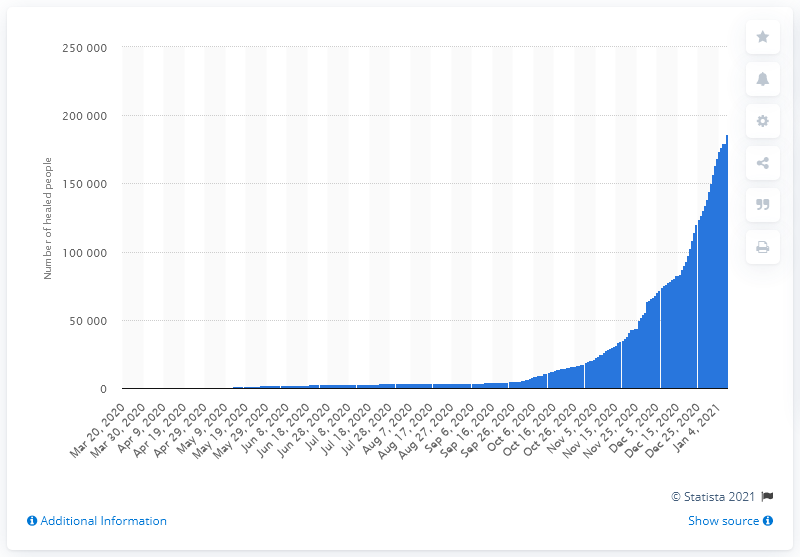 250 000
200 000
150 000
100 000
50 000
0
Number of healed people
Mar 20, 2020
Mar 30, 2020
Apr 9, 2020
Apr 19, 2020
Apr 29, 2020
May 9, 2020
May 19, 2020
May 29, 2020
Jun 8, 2020
Jun 18, 2020
Jun 28, 2020
Jul 8, 2020
Jul 18, 2020
Jul 28, 2020
Aug 7, 2020
Aug 17, 2020
Aug 27, 2020
Sep 6, 2020
Sep 16, 2020
Sep 26, 2020
Oct 6, 2020
Oct 16, 2020
Oct 26, 2020
Nov 5, 2020
Nov 15, 2020
Nov 25, 2020
Dec 5, 2020
Dec 15, 2020
Dec 25, 2020
Jan 4, 2021
© Statista 2021
Additional Information
Show source